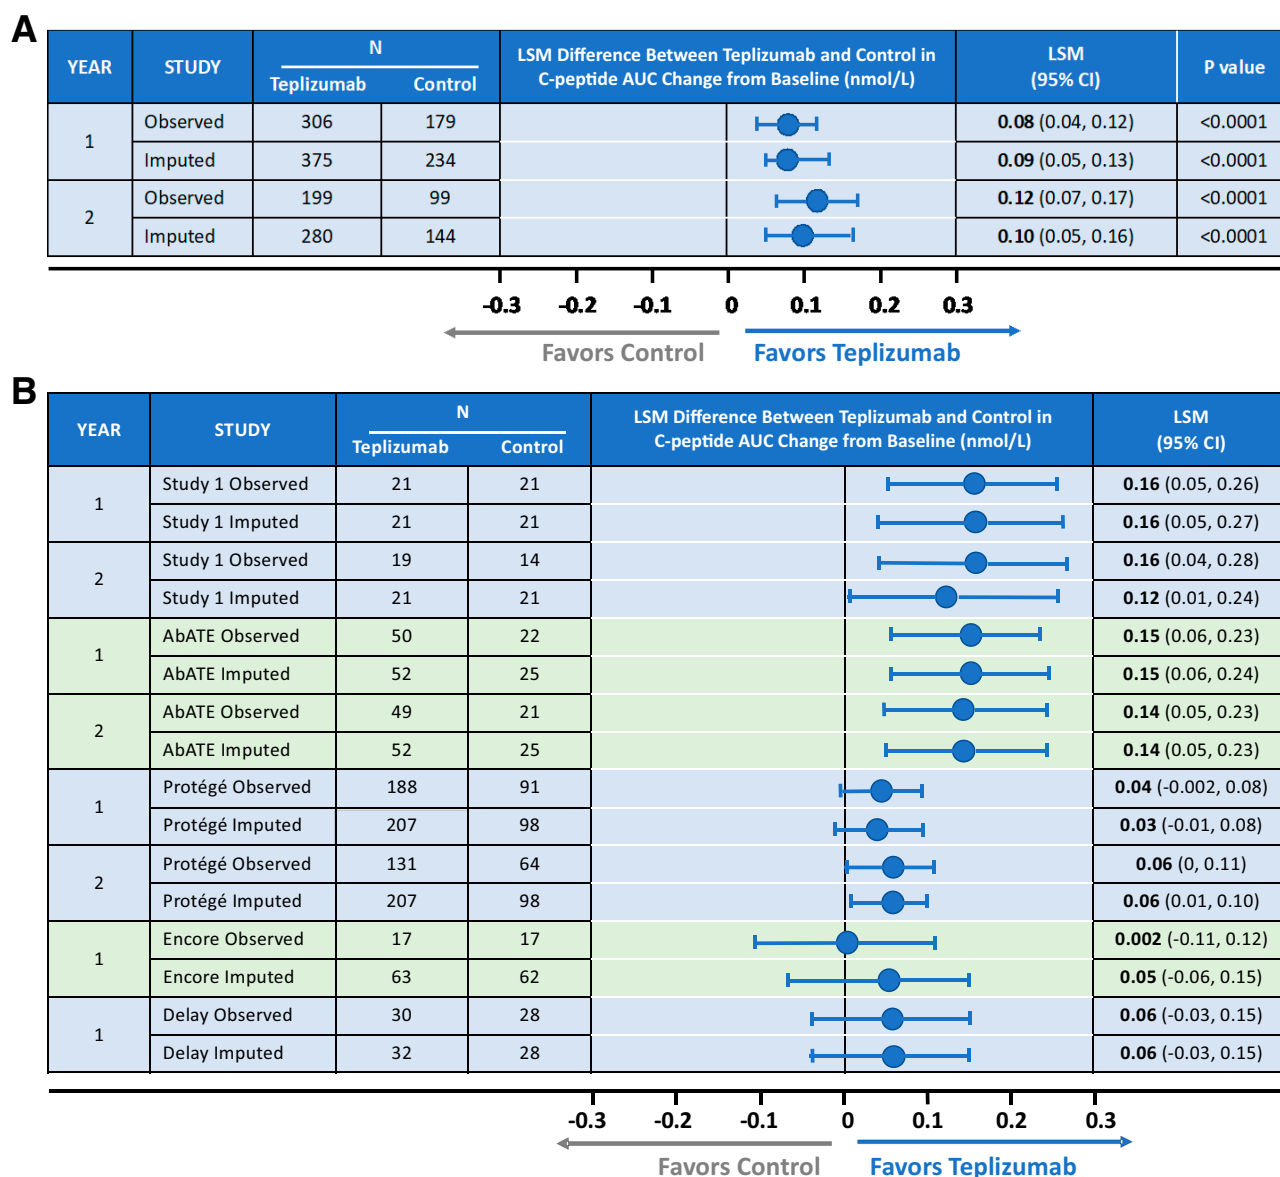 A
YEAR STUDY N LSM Difference Between Teplizumab and Control in LSM P value
Teplizumab Control C-peptide AUC Change from Baseline (nmol/L) (95% CI)
1 Observed 306 179 0.08 (0.04, 0.12) <0.0001
Imputed 375 234 0.09 (0.05, 0.13) <0.0001
2 Observed 199 99 0.12 (0.07, 0.17) <0.0001
Imputed 280 144 0.10 (0.05, 0.16) <0.0001
-0.3 -0.2 -0.1 0 0.1 0.2 0.3
Favors Control Favors Teplizumab
B
YEAR STUDY N LSM Difference Between Teplizumab and Control in LSM
Teplizumab Control C-peptide AUC Change from Baseline (nmol/L) (95% CI)
1 Study 1 Observed 21 21 0.16 (0.05, 0.26)
Study 1 Imputed 21 21 0.16 (0.05, 0.27)
2 Study 1 Observed 19 14 0.16 (0.04, 0.28)
Study 1 Imputed 21 21 0.12 (0.01, 0.24)
1 AbATE Observed 50 22 0.15 (0.06, 0.23)
AbATE Imputed 52 25 0.15 (0.06, 0.24)
2 AbATE Observed 49 21 0.14 (0.05, 0.23)
AbATE Imputed 52 25 0.14 (0.05, 0.23)
1 Protégé Observed 188 91 0.04 (-0.002, 0.08)
Protégé Imputed 207 98 0.03 (-0.01, 0.08)
2 Protégé Observed 131 64 0.06 (0, 0.11)
Protégé Imputed 207 98 0.06 (0.01, 0.10)
1 Encore Observed 17 17 0.002 (-0.11, 0.12)
Encore Imputed 63 62 0.05 (-0.06, 0.15)
1 Delay Observed 30 28 0.06 (-0.03, 0.15)
Delay Imputed 32 28 0.06 (-0.03, 0.15)
-0.3 -0.2 -0.1 0 0.1 0.2 0.3
Favors Control Favors Teplizumab